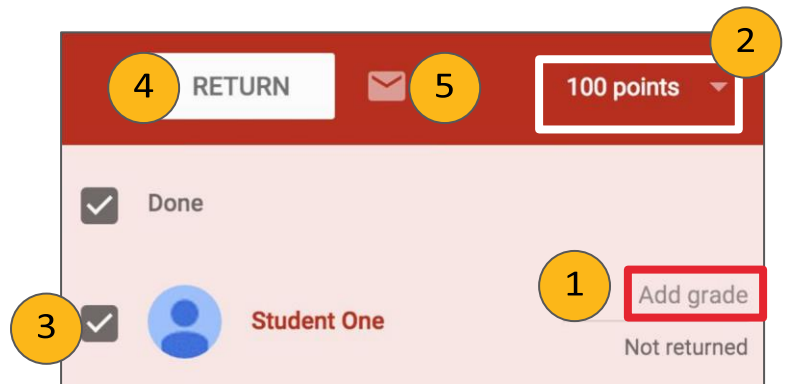 2
4 RETURN 5 100 points
Done
1 Add grade
3 Student One
Not returned